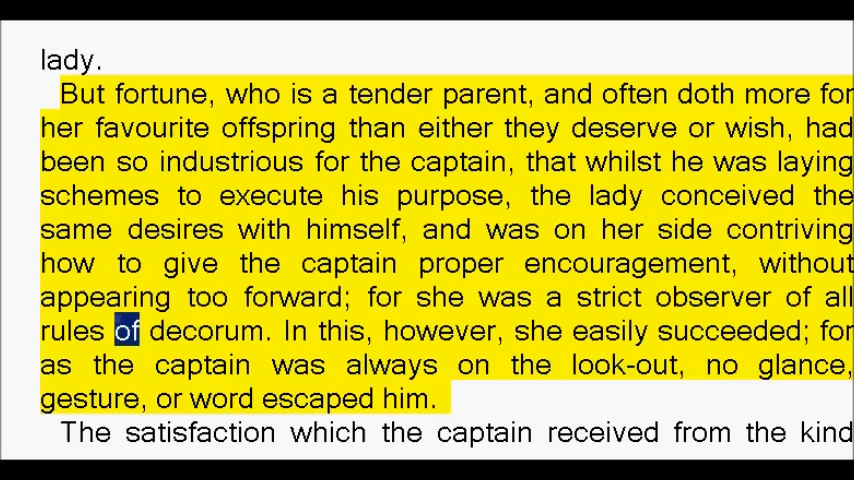 lady.
But fortune, who is a tender parent, and often doth more for
her favourite offspring than either they deserve or wish, had
been so industrious for the captain, that whilst he was laying
schemes to execute his purpose, the lady conceived the
same desires with himself, and was on her side contriving
how to give the captain proper encouragement, without
appearing too forward; for she was a strict observer of all
rules of decorum. In this, however, she easily succeeded; for
as the captain was always on the look-out, no glance,
gesture, or word escaped him.
The satisfaction which the captain received from the kind